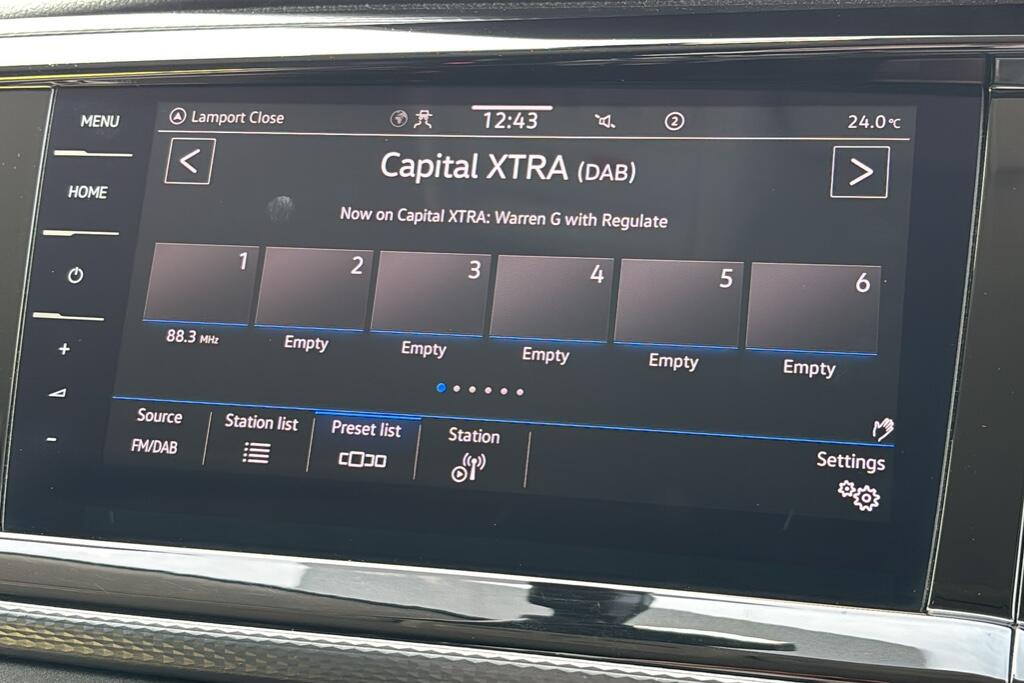 MENU
HOME
Lamport Close
12:43
2
24.0°C
Capital XTRA (DAB)
Now on Capital XTRA: Warren G with Regulate
1
2
3
4
5
6
88.3 MHz
Empty
Empty
Empty
Empty
Empty
Source
FM/DAB
Station list
Preset list
Station
Settings